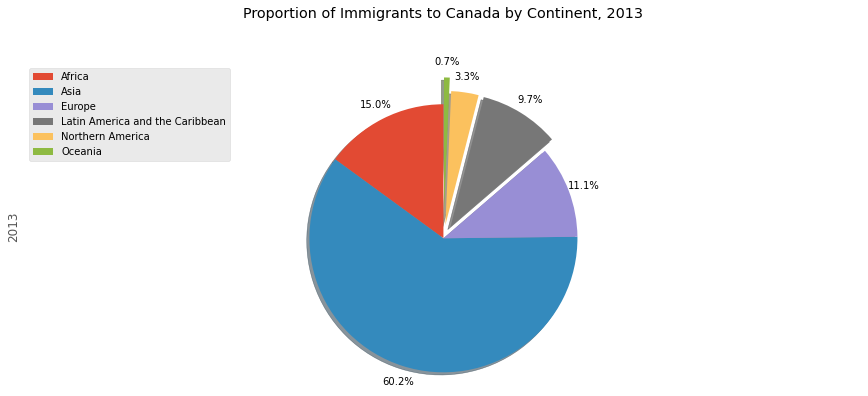 Proportion of Immigrants to Canada by Continent, 2013
Africa
Asia
Europe
Latin America and the Caribbean
Northern America
Oceania
0.7%
3.3%
9.7%
15.0%
11.1%
2013
60.2%